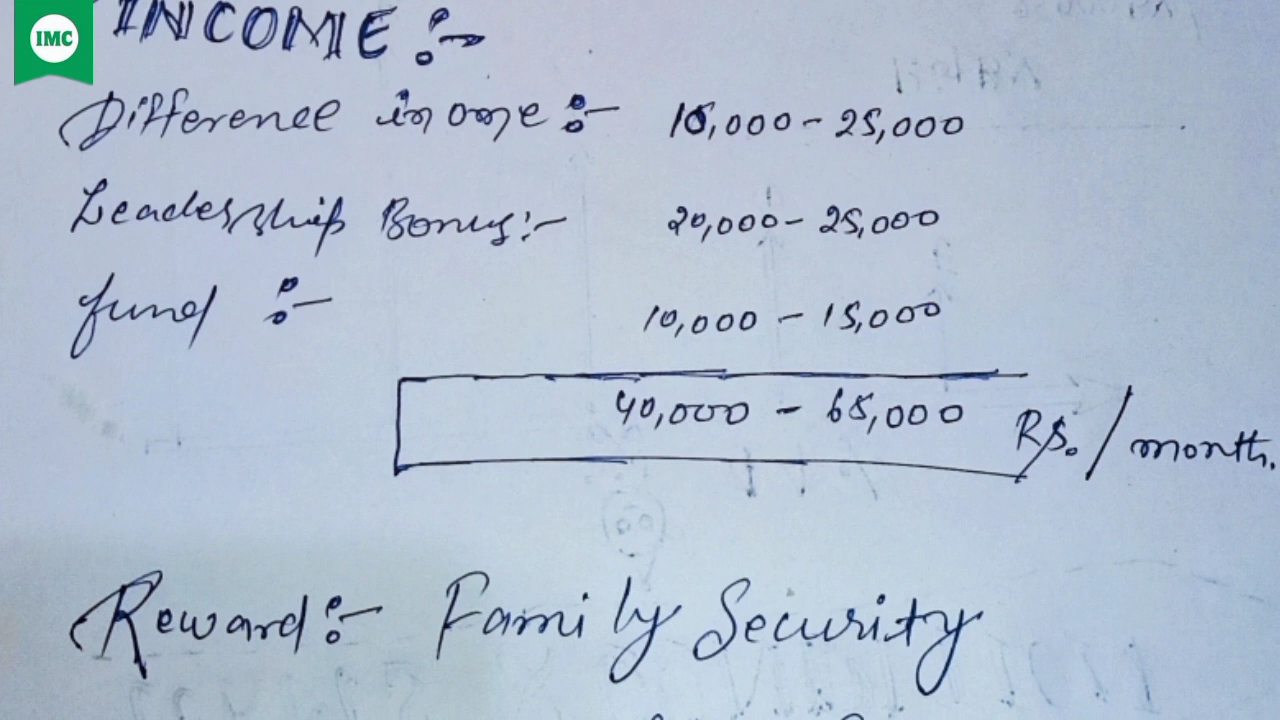 IMC
INCOME :-
Difference income :- 10,000 - 25,000
Leadership Bonus :- 20,000 - 25,000
fund :- 10,000 - 15,000
40,000 - 65,000 Rs. / month.
Reward :- Family Security